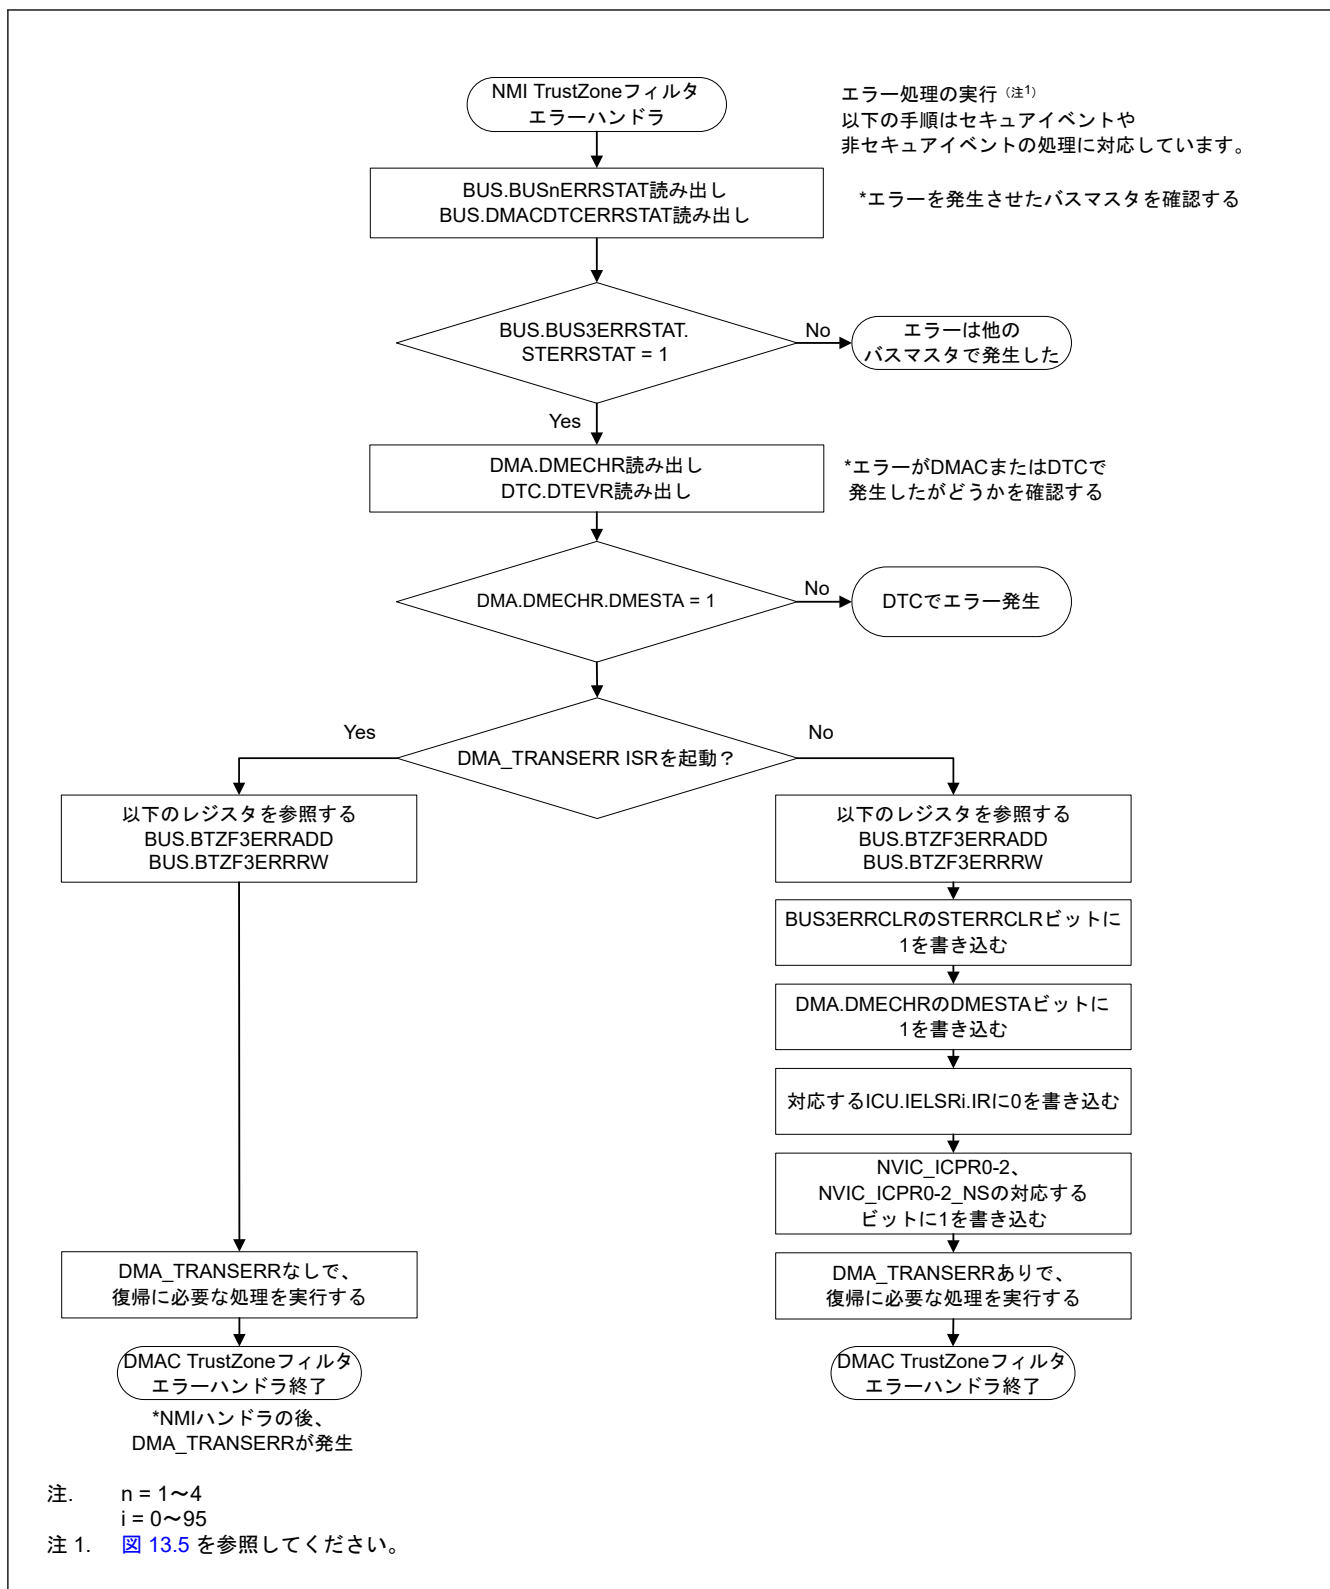 NMI TrustZoneフィルタ
エラーハンドラ
エラー処理の実行（注1）
以下の手順はセキュアイベントや
非セキュアイベントの処理に対応しています。
BUS.BUSnERRSTAT読み出し
BUS.DMACDTCERRSTAT読み出し
*エラーを発生させたバスマスタを確認する
BUS.BUS3ERRSTAT.
STERRSTAT = 1
No
エラーは他の
バスマスタで発生した
Yes
DMA.DMECHR読み出し
DTC.DTEVR読み出し
*エラーがDMACまたはDTCで
発生したがどうかを確認する
DMA.DMECHR.DMESTA = 1
No
DTCでエラー発生
DMA_TRANSERR ISRを起動？
Yes
No
以下のレジスタを参照する
BUS.BTZF3ERRADD
BUS.BTZF3ERRRW
以下のレジスタを参照する
BUS.BTZF3ERRADD
BUS.BTZF3ERRRW
BUS3ERRCLRのSTERRCLRビットに
1を書き込む
DMA.DMECHRのDMESTAビットに
1を書き込む
対応するICU.IELSRi.IRに0を書き込む
NVIC_ICPR0-2、
NVIC_ICPR0-2_NSの対応する
ビットに1を書き込む
DMA_TRANSERRなしで、
復帰に必要な処理を実行する
DMA_TRANSERRありで、
復帰に必要な処理を実行する
DMAC TrustZoneフィルタ
エラーハンドラ終了
DMAC TrustZoneフィルタ
エラーハンドラ終了
*NMIハンドラの後、
DMA_TRANSERRが発生
注. n = 1～4
i = 0～95
注 1. 図 13.5 を参照してください。